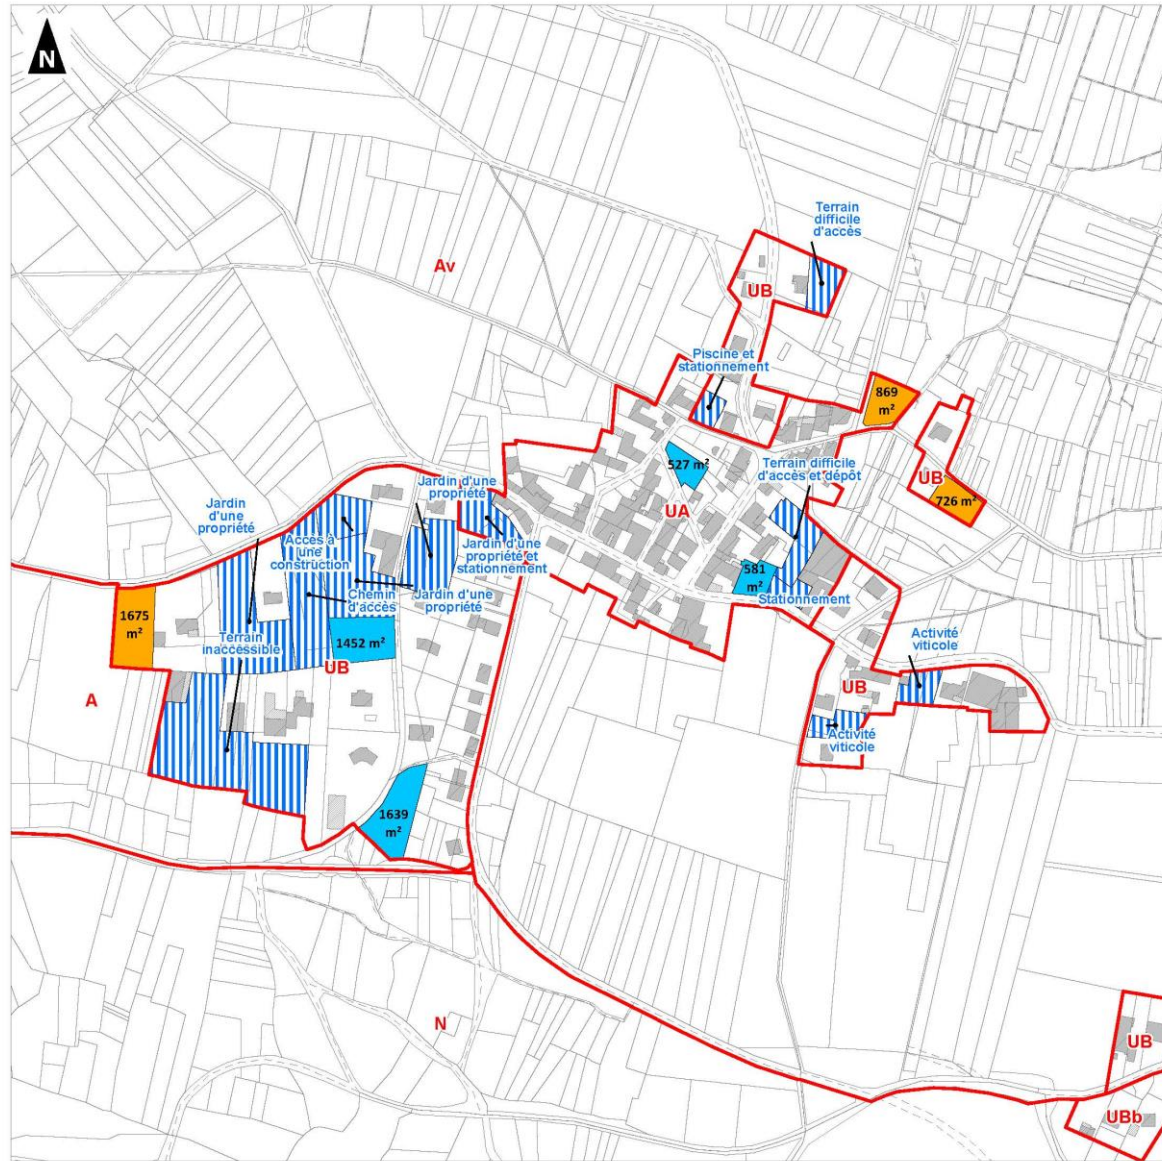 N
Terrain
difficile
d'accès
Av
UB
Piscine et
stationnement
869
m²
527 m²
Terrain difficile
d'accès et dépôt
UB
726 m²
Jardin d'une
propriété
Jardin
d'une
propriété
UA
Acces à
une
construction
Jardin d'une
propriété et
stationnement
581
m²
Stationnement
Chemin
d'accès
Jardin d'une
propriété
1675
m²
Terrain
inaccessible
1452 m²
UB
Activité
viticole
A
UB
Activité
viticole
1639
m²
N
UB
UBb